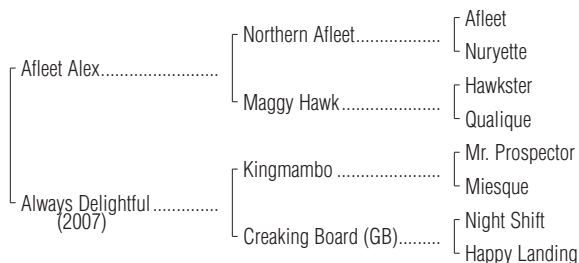 Afleet
Northern Afleet....................
Nuryette
Afleet Alex............................
Hawkster
Maggy Hawk .......................
Qualique
Mr. Prospector
Kingmambo ........................
Miesque
Always Delightful ................
(2007)
Night Shift
Creaking Board (GB).........
Happy Landing